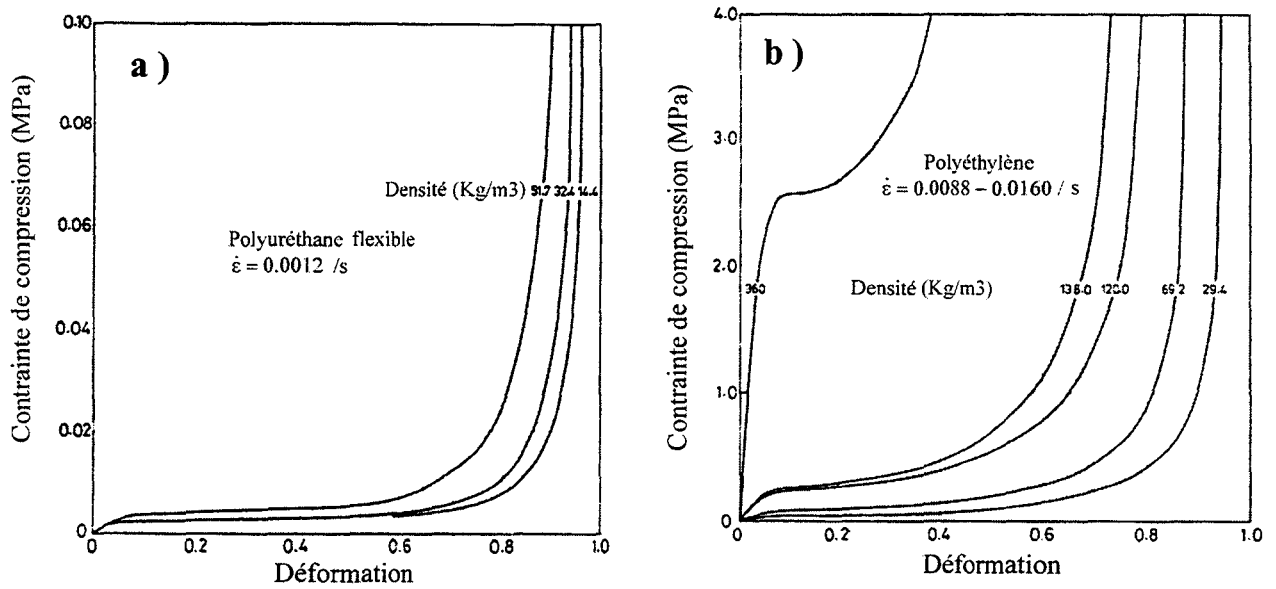 a )
Contrainte de compression (MPa)
0.10
0.08
0.06
0.04
0.02
0
Densité (Kg/m3) 51.7 32.4 14.4
Polyuréthane flexible
ε̇ = 0.0012 /s
0 0.2 0.4 0.6 0.8 1.0
Déformation
b )
Contrainte de compression (MPa)
4.0
3.0
2.0
1.0
0
Polyéthylène
ε̇ = 0.0088 – 0.0160 / s
360 Densité (Kg/m3) 69.2 29.4
0 0.2 0.4 0.6 0.8 1.0
Déformation